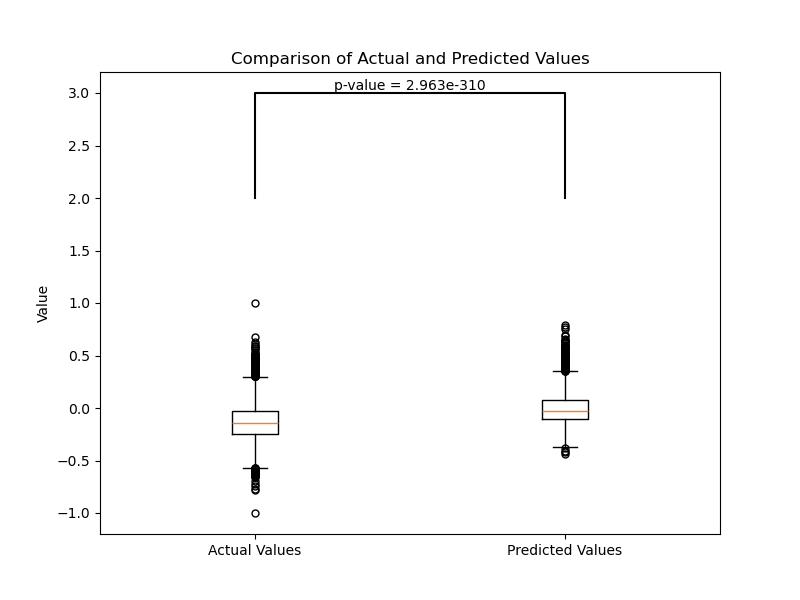 Comparison of Actual and Predicted Values
p-value = 2.963e-310
3.0
2.5
2.0
1.5
1.0
0.5
0.0
−0.5
−1.0
Value
Actual Values
Predicted Values